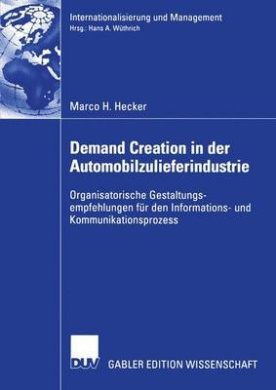 Internationalisierung und Management
Hrsg.: Hans A. Wüthrich
Marco H. Hecker
Demand Creation in der
Automobilzulieferindustrie
Organisatorische Gestaltungs-
empfehlungen für den Informations- und
Kommunikationsprozess
DUV
GABLER EDITION WISSENSCHAFT